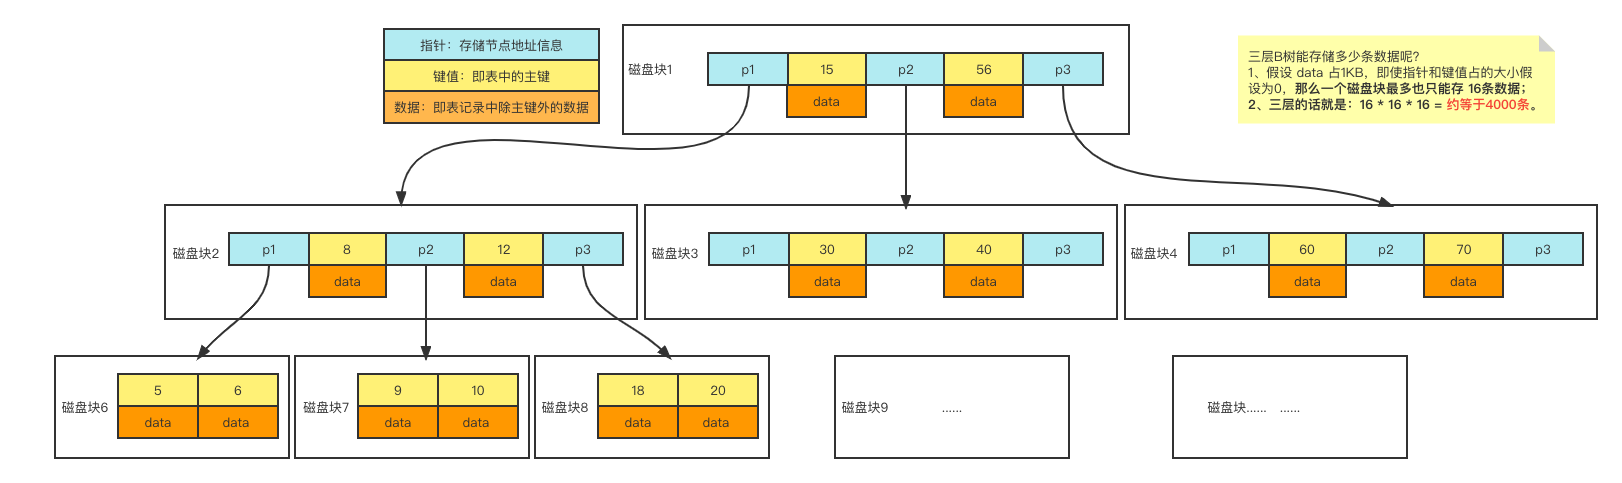 指针：存储节点地址信息
键值：即表中的主键
数据：即表记录中除主键外的数据
磁盘块1
p1 15 p2 56 p3
data data
三层B树能存储多少条数据呢？
1、假设 data 占1KB，即使指针和键值占的大小假
设为0，那么一个磁盘块最多也只能存 16条数据；
2、三层的话就是：16 * 16 * 16 = 约等于4000条。
磁盘块2
p1 8 p2 12 p3
data data
磁盘块3
p1 30 p2 40 p3
data data
磁盘块4
p1 60 p2 70 p3
data data
磁盘块6
5 6
data data
磁盘块7
9 10
data data
磁盘块8
18 20
data data
磁盘块9 ......
磁盘块...... ......